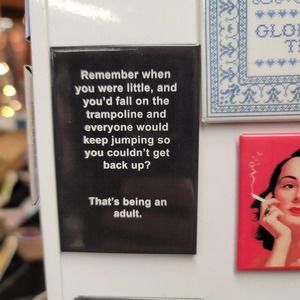 Remember when
you were little, and
you'd fall on the
trampoline and
everyone would
keep jumping so
you couldn't get
back up?
That's being an
adult.